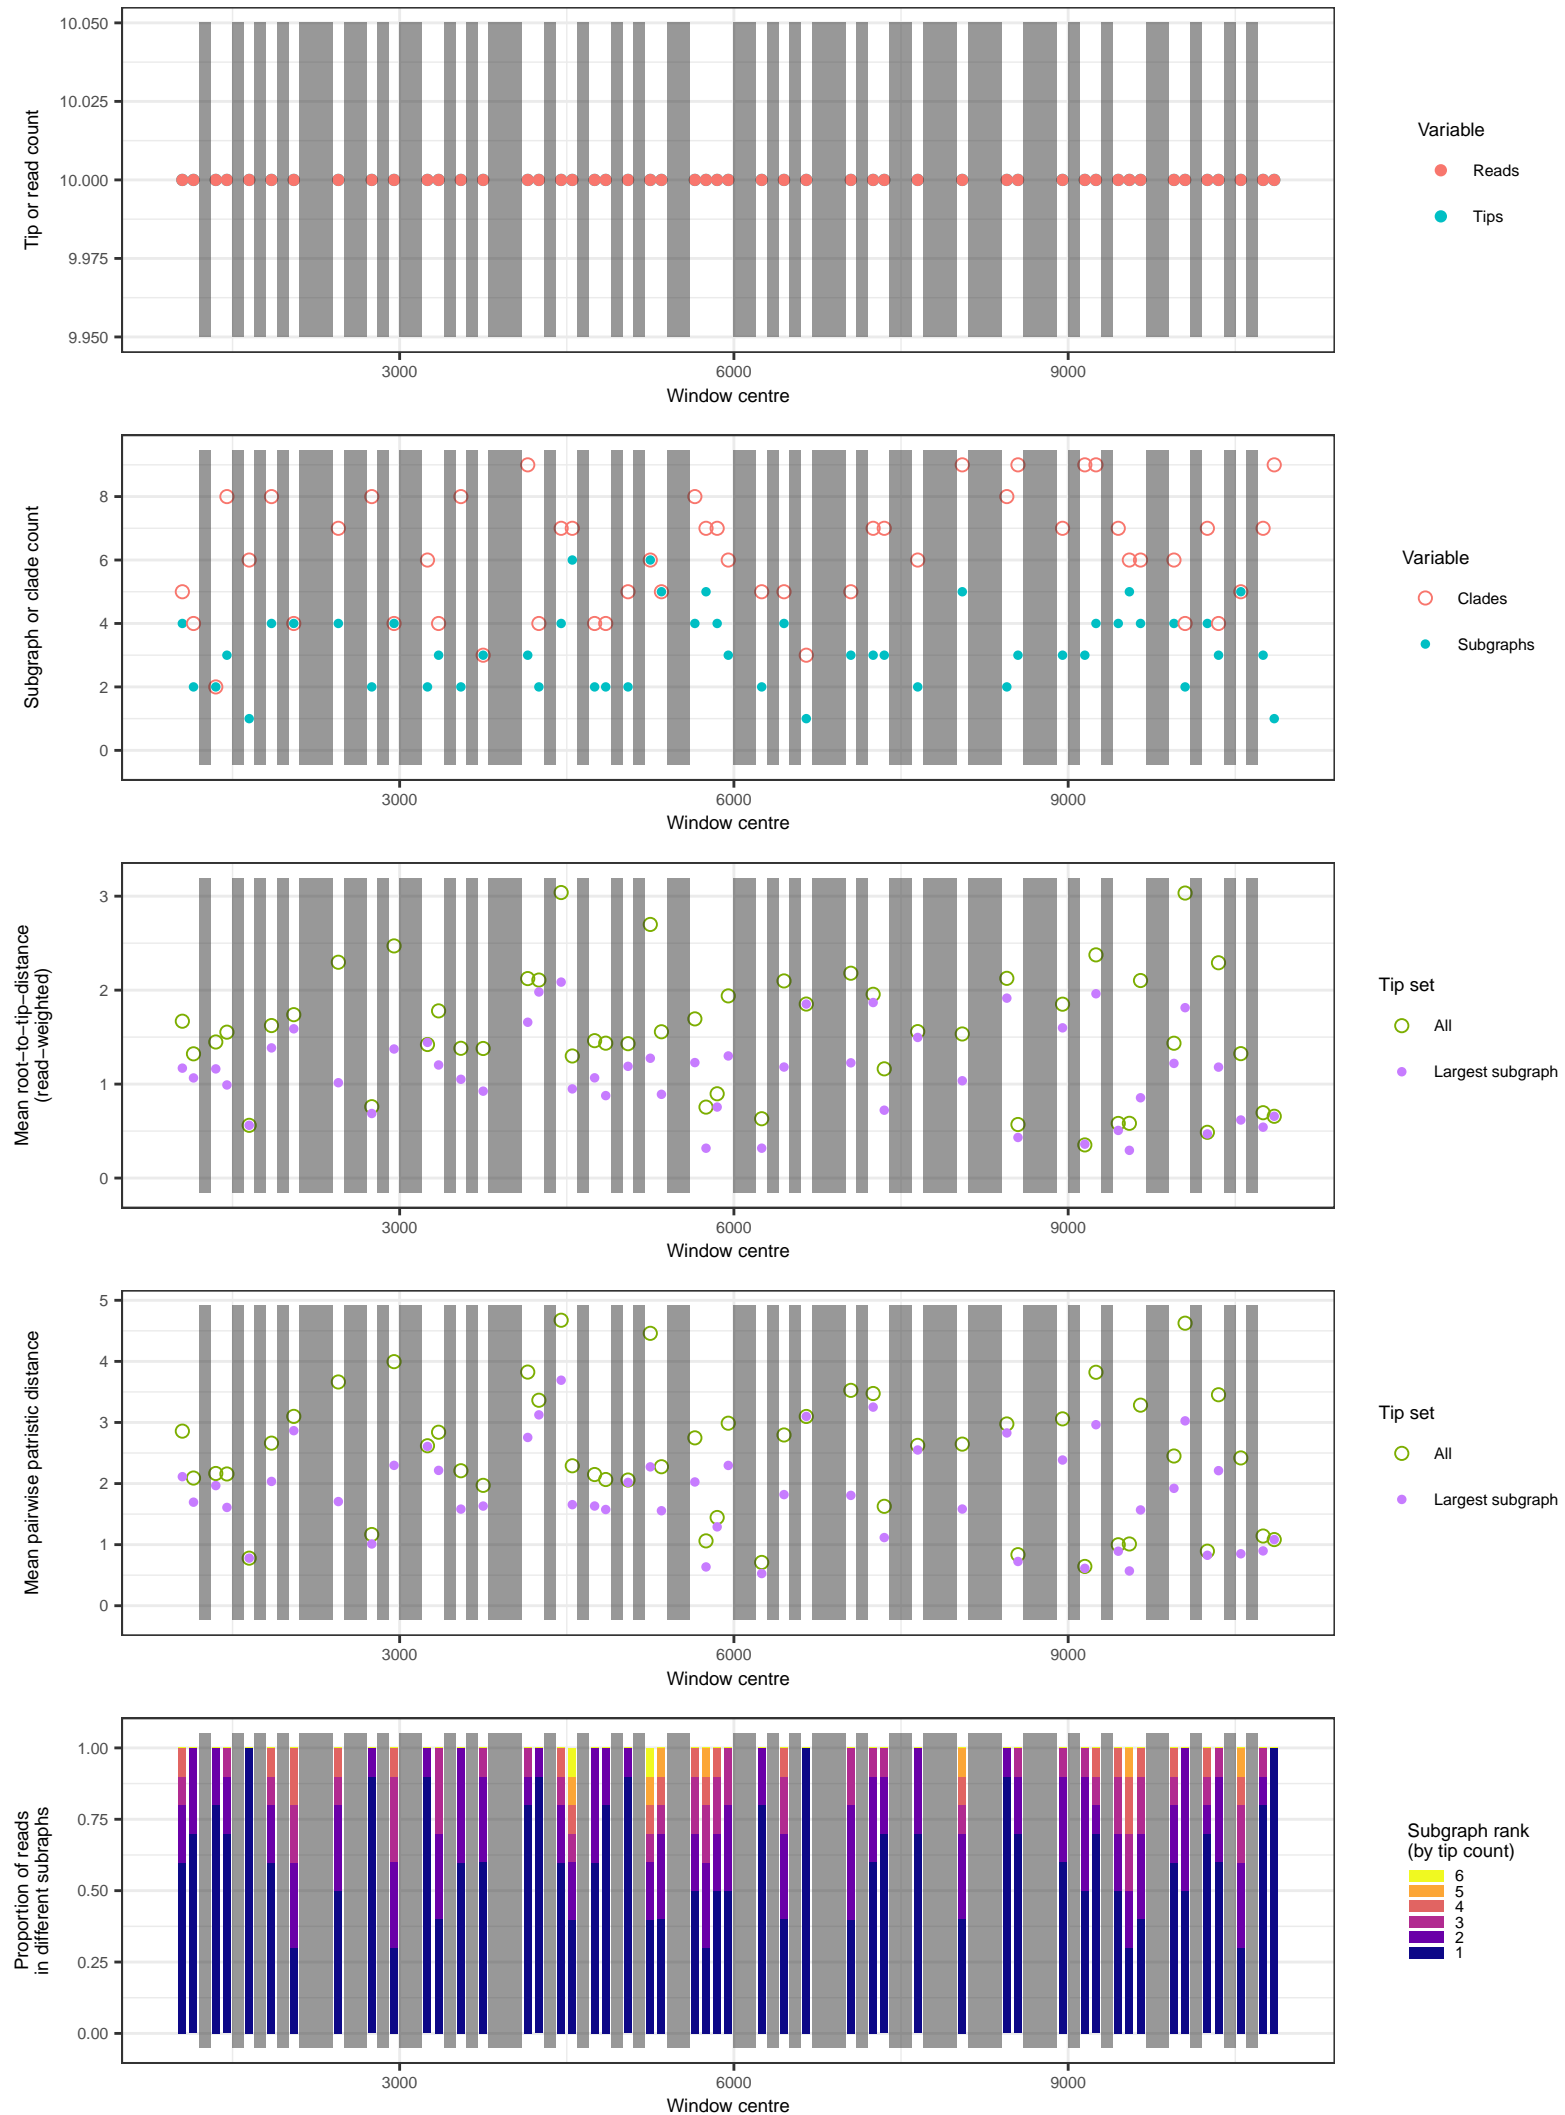 10.050
10.025
10.000
9.975
9.950
Tip or read count
3000
6000
9000
Window centre
Variable
Reads
Tips
8
6
4
2
0
Subgraph or clade count
3000
6000
9000
Window centre
Variable
Clades
Subgraphs
3
2
1
0
Mean root−to−tip−distance
(read−weighted)
3000
6000
9000
Window centre
Tip set
All
Largest subgraph
5
4
3
2
1
0
Mean pairwise patristic distance
3000
6000
9000
Window centre
Tip set
All
Largest subgraph
1.00
0.75
0.50
0.25
0.00
Proportion of reads
in different subraphs
3000
6000
9000
Window centre
Subgraph rank
(by tip count)
6
5
4
3
2
1